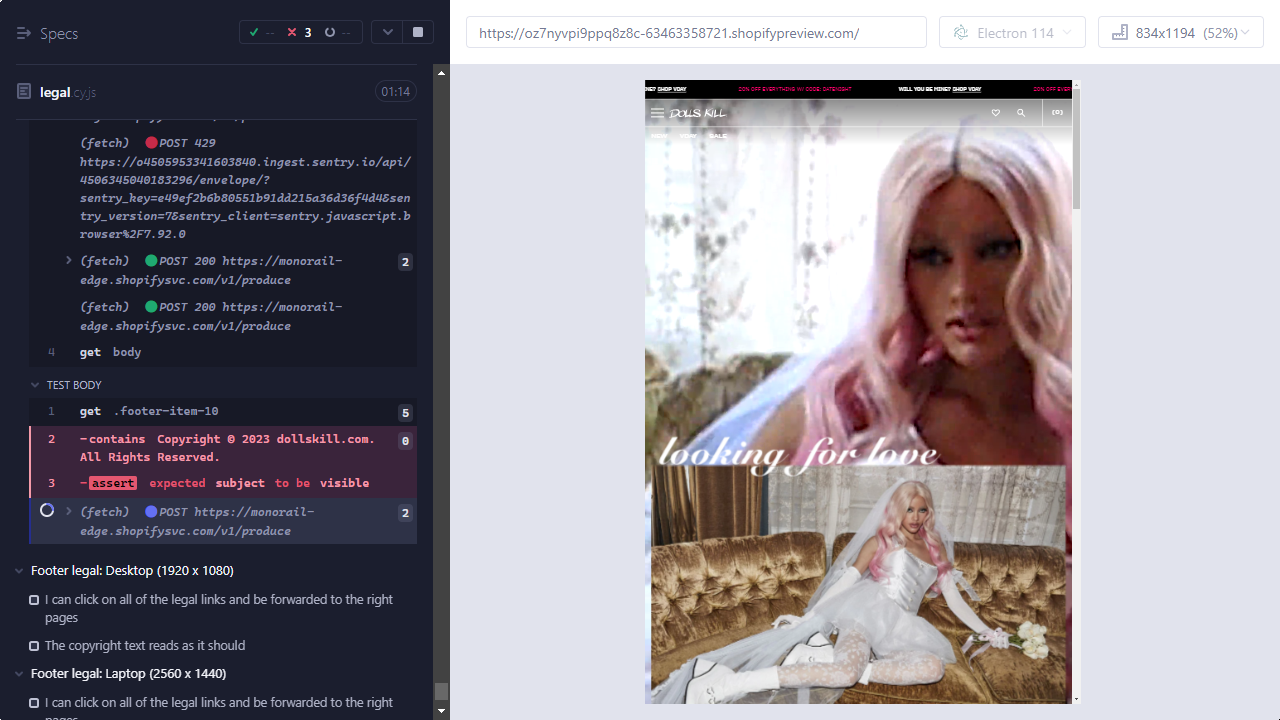 Specs
-- 3 --
https://oz7nyvpi9ppq8z8c-63463358721.shopifypreview.com/
Electron 114
834x1194 (52%)
legal.cy.js
01:14
(fetch) POST 429
https://o4505953341603840.ingest.sentry.io/api/
4506345040183296/envelope/?
sentry_key=e49ef2b6b80551b91dd215a36d36f4d4&sen
try_version=7&sentry_client=sentry.javascript.b
rowser%2F7.92.0
(fetch) POST 200 https://monorail-
edge.shopifysvc.com/v1/produce
2
(fetch) POST 200 https://monorail-
edge.shopifysvc.com/v1/produce
4 get body
TEST BODY
1 get .footer-item-10 5
2 -contains Copyright © 2023 dollskill.com.
All Rights Reserved.
0
3 -assert expected subject to be visible
(fetch) POST https://monorail-
edge.shopifysvc.com/v1/produce
2
Footer legal: Desktop (1920 x 1080)
I can click on all of the legal links and be forwarded to the right
pages
The copyright text reads as it should
Footer legal: Laptop (2560 x 1440)
I can click on all of the legal links and be forwarded to the right
pages
MINE? SHOP VDAY 20% OFF EVERYTHING W/ CODE: DATENIGHT WILL YOU BE MINE? SHOP VDAY 20% OFF EVER
DOLLS KILL
(0)
SALE
looking for love